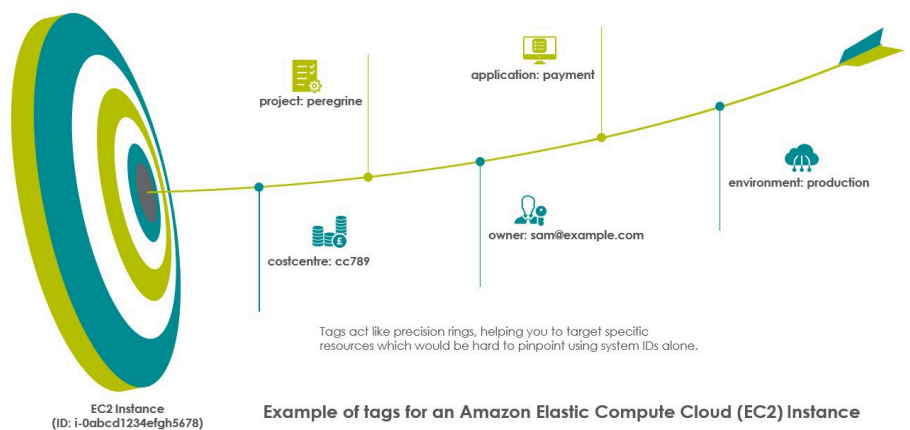 application: payment
project: peregrine
environment: production
owner: sam@example.com
costcentre: cc789
Tags act like precision rings, helping you to target specific
resources which would be hard to pinpoint using system IDs alone.
EC2 Instance
(ID: i-0abcd1234efgh5678)
Example of tags for an Amazon Elastic Compute Cloud (EC2) Instance